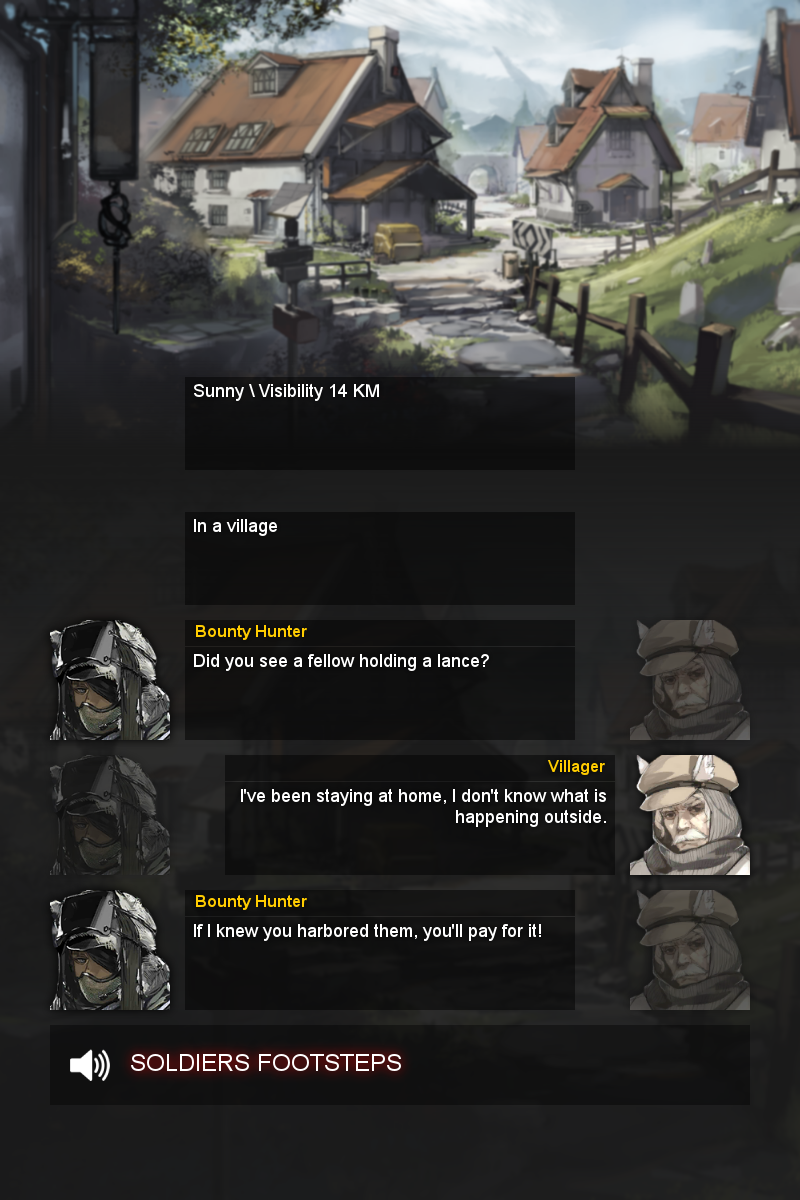 Sunny \ Visibility 14 KM
In a village
Bounty Hunter
Did you see a fellow holding a lance?
Villager
I've been staying at home, I don't know what is
happening outside.
Bounty Hunter
If I knew you harbored them, you'll pay for it!
SOLDIERS FOOTSTEPS